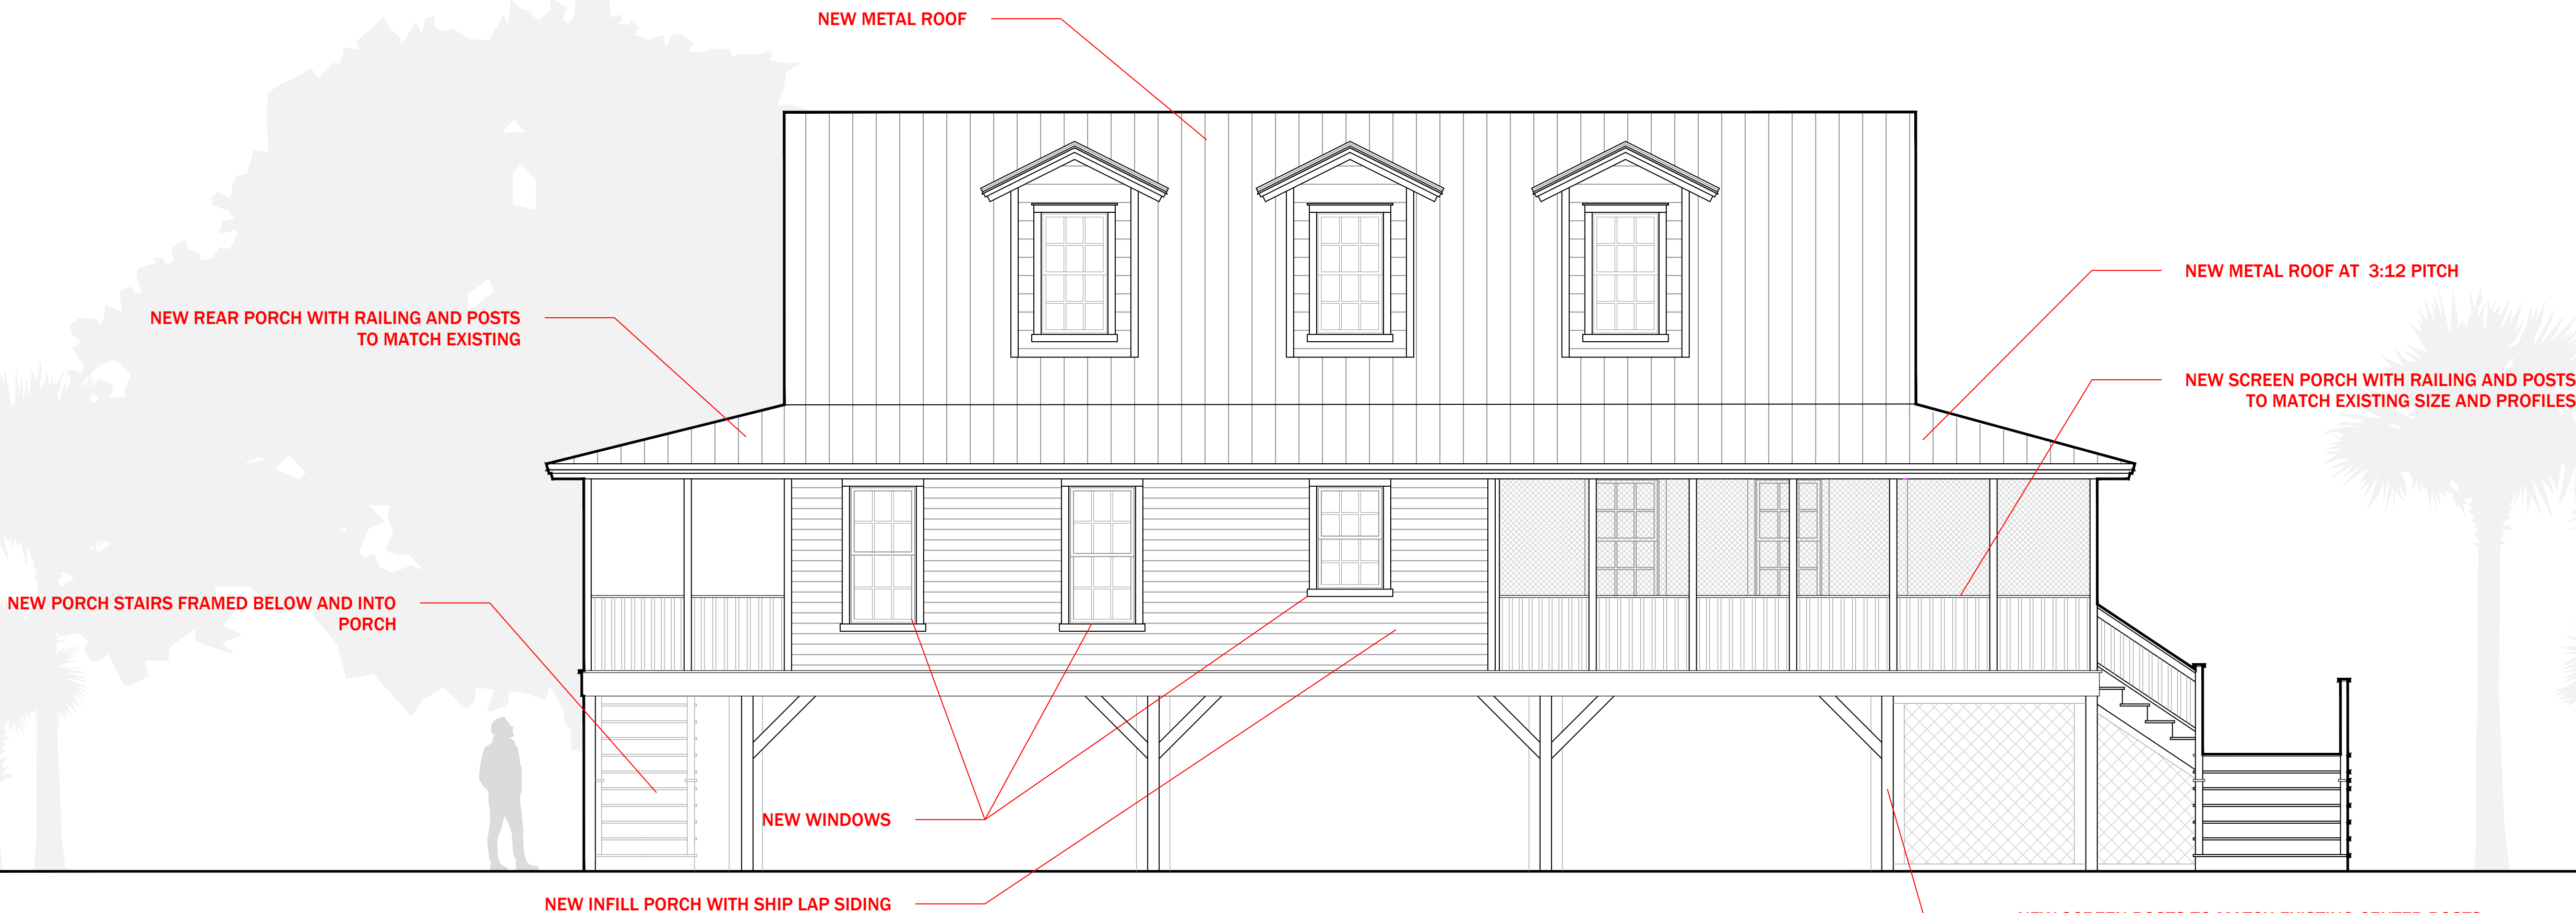 NEW METAL ROOF
NEW METAL ROOF AT 3:12 PITCH
NEW REAR PORCH WITH RAILING AND POSTS
TO MATCH EXISTING
NEW SCREEN PORCH WITH RAILING AND POSTS
TO MATCH EXISTING SIZE AND PROFILES
NEW PORCH STAIRS FRAMED BELOW AND INTO
PORCH
NEW WINDOWS
NEW INFILL PORCH WITH SHIP LAP SIDING